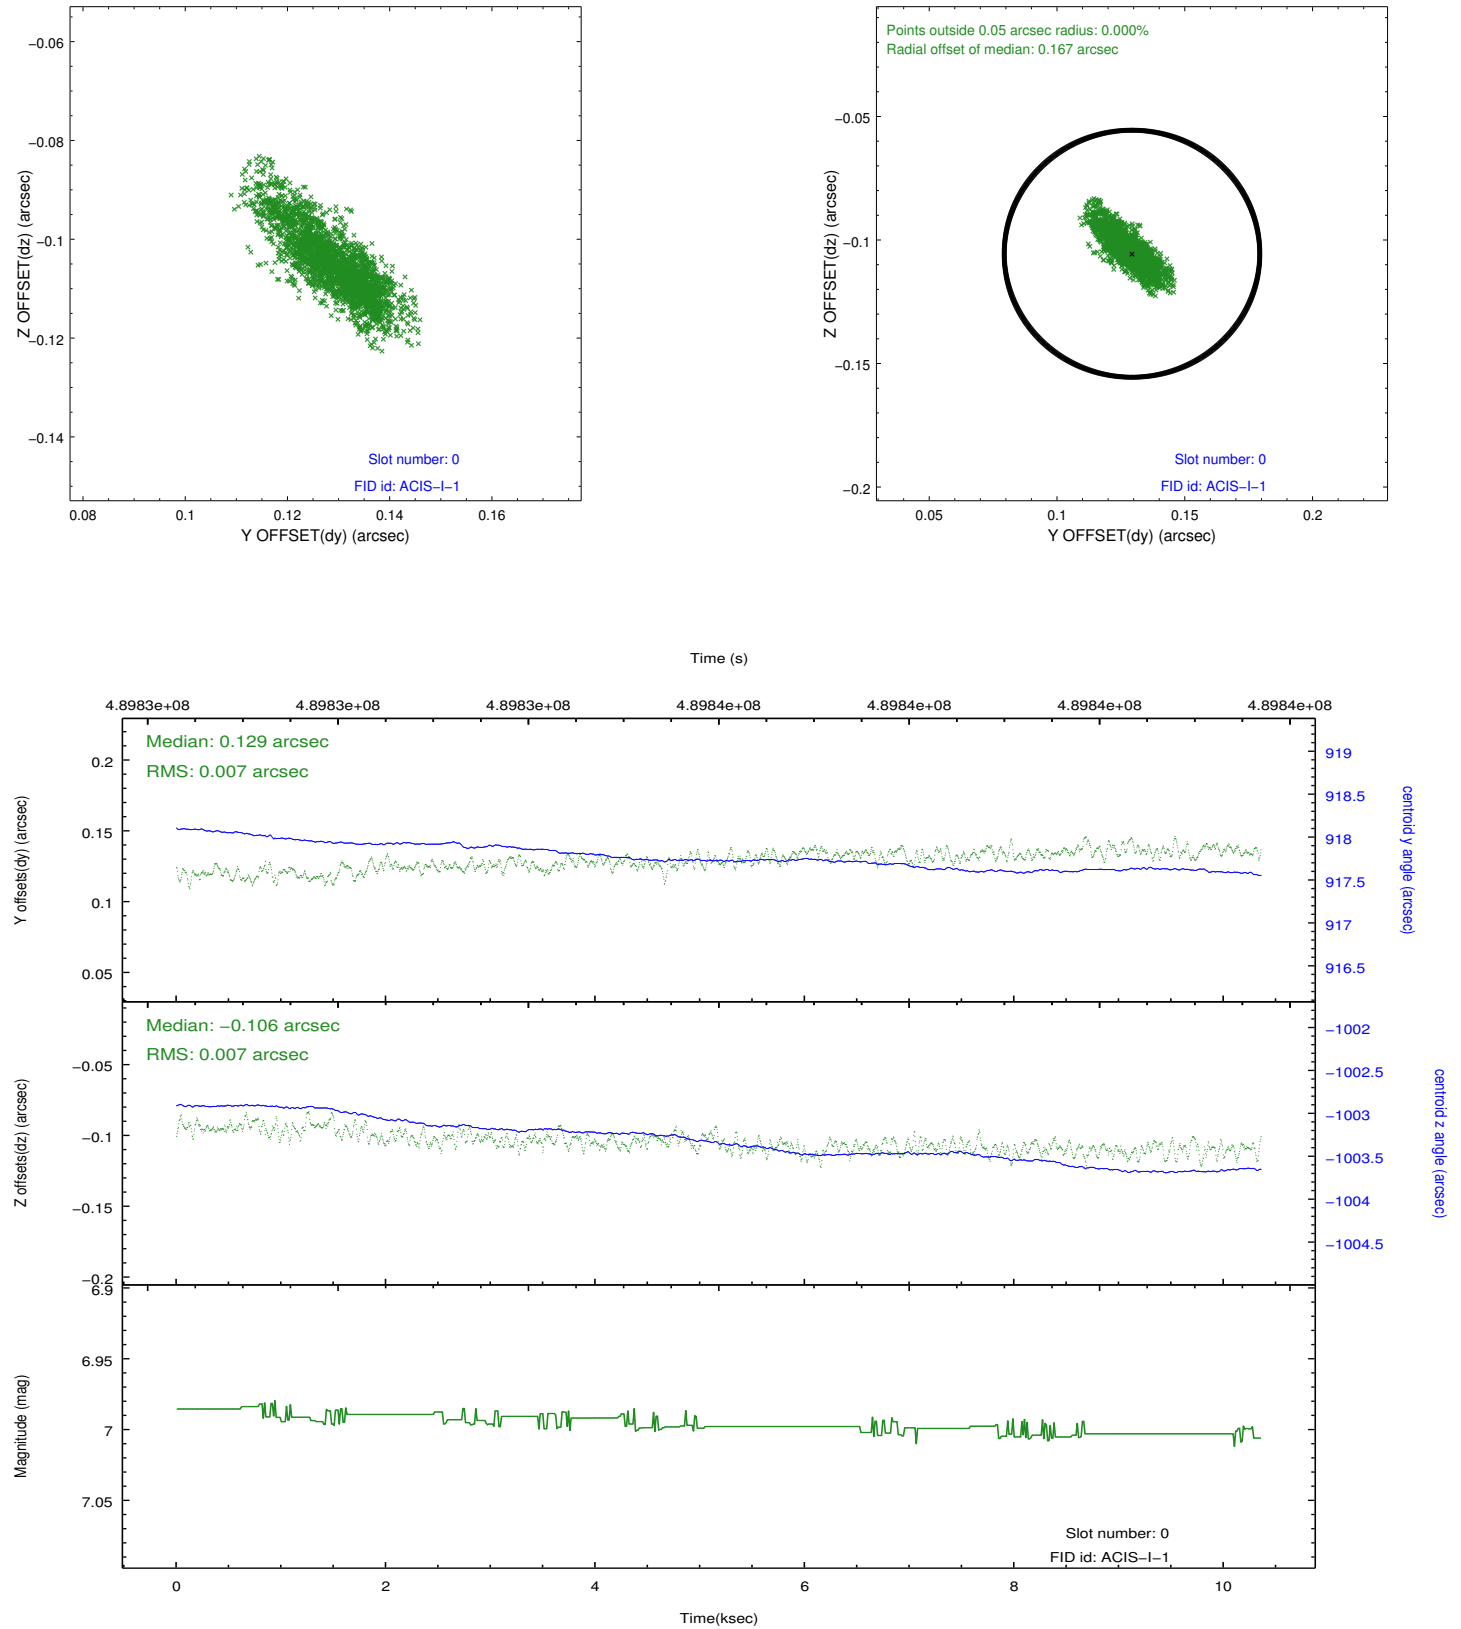 −0.06
−0.08
−0.1
−0.12
−0.14
Z OFFSET(dz) (arcsec)
Slot number: 0
FID id: ACIS−I−1
0.08
0.1
0.12
0.14
0.16
Y OFFSET(dy) (arcsec)
Points outside 0.05 arcsec radius: 0.000%
Radial offset of median: 0.167 arcsec
−0.05
−0.1
−0.15
−0.2
Z OFFSET(dz) (arcsec)
Slot number: 0
FID id: ACIS−I−1
0.05
0.1
0.15
0.2
Y OFFSET(dy) (arcsec)
Time (s)
4.8983e+08
4.8983e+08
4.8983e+08
4.8984e+08
4.8984e+08
4.8984e+08
4.8984e+08
Median: 0.129 arcsec
RMS: 0.007 arcsec
0.2
0.15
0.1
0.05
Y offsets(dy) (arcsec)
919
918.5
918
917.5
917
916.5
centroid y angle (arcsec)
Median: −0.106 arcsec
RMS: 0.007 arcsec
−0.05
−0.1
−0.15
−0.2
Z offsets(dz) (arcsec)
−1002
−1002.5
−1003
−1003.5
−1004
−1004.5
centroid z angle (arcsec)
6.9
6.95
7
7.05
Magnitude (mag)
Slot number: 0
FID id: ACIS−I−1
0
2
4
6
8
10
Time(ksec)